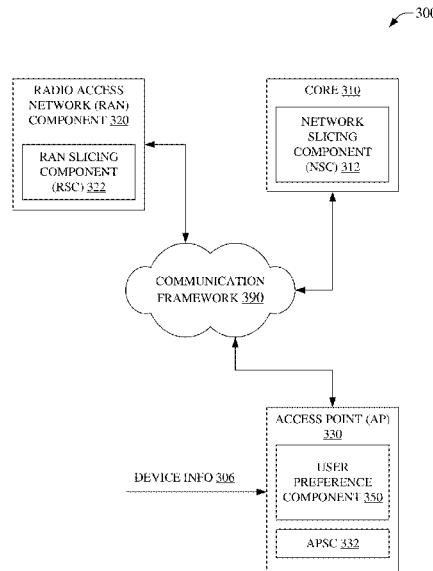 300
RADIO ACCESS
NETWORK (RAN)
COMPONENT 320
RAN SLICING
COMPONENT
(RSC) 322
CORE 310
NETWORK
SLICING
COMPONENT
(NSC) 312
COMMUNICATION
FRAMEWORK 390
ACCESS POINT (AP)
330
USER
PREFERENCE
COMPONENT 350
APSC 332
DEVICE INFO 306